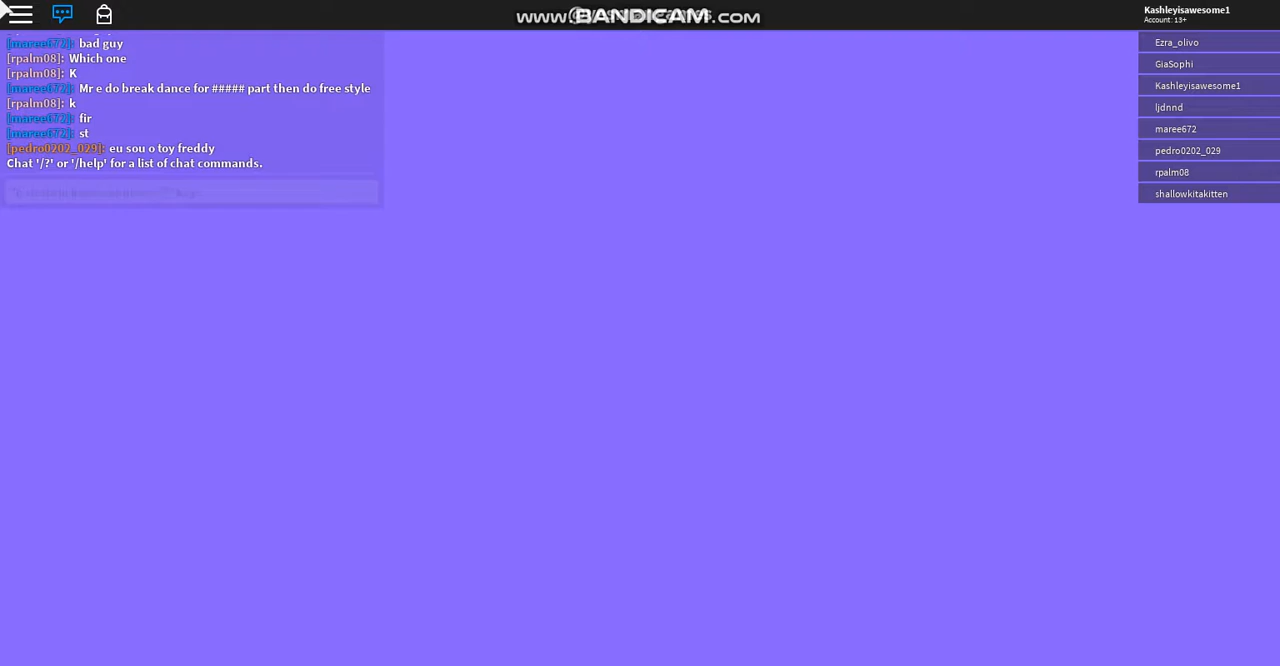 www.BANDICAM.com
Kashleyisawesome1
Account: 13+
[maree672]: bad guy
[rpalm08]: Which one
[rpalm08]: K
[maree672]: Mr e do break dance for ##### part then do free style
[rpalm08]: k
[maree672]: fir
[maree672]: st
[pedro0202_029]: eu sou o toy freddy
Chat '/?' or '/help' for a list of chat commands.
Ezra_olivo
GiaSophi
Kashleyisawesome1
ljdnnd
maree672
pedro0202_029
rpalm08
shallowkitakitten